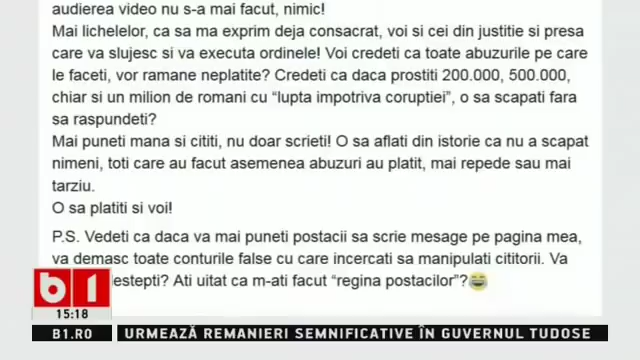 audierea video nu s-a mai facut, nimic!
Mai lichelelor, ca sa ma exprim deja consacrat, voi si cei din justitie si presa
care va slujesc si va executa ordinele! Voi credeti ca toate abuzurile pe care
le faceti, vor ramane neplatite? Credeti ca daca prostiti 200.000, 500.000,
chiar si un milion de romani cu “lupta impotriva coruptiei”, o sa scapati fara
sa raspundeti?
Mai puneti mana si cititi, nu doar scrieti! O sa aflati din istorie ca nu a scapat
nimeni, toti care au facut asemenea abuzuri au platit, mai repede sau mai
tarziu.
O sa platiti si voi!
P.S. Vedeti ca daca va mai puneti postacii sa scrie mesage pe pagina mea,
va demasc toate conturile false cu care incercati sa manipulati cititorii. Va
destepti? Ati uitat ca m-ati facut “regina postacilor”?😄
b1
15:18
B1.RO URMEAZĂ REMANIERI SEMNIFICATIVE ÎN GUVERNUL TUDOSE